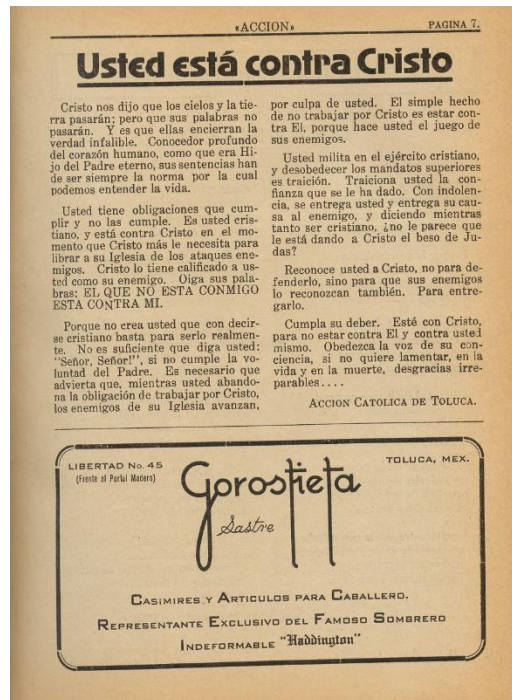 «ACCION» PAGINA 7.
Usted está contra Cristo
Cristo nos dijo que los cielos y la tie-
rra pasarán; pero que sus palabras no
pasarán. Y es que ellas encierran la
verdad infalible. Conocedor profundo
del corazón humano, como que era Hi-
jo del Padre eterno, sus sentencias han
de ser siempre la norma por la cual
podemos entender la vida.
Usted tiene obligaciones que cum-
plir y no las cumple. Es usted cris-
tiano, y está contra Cristo en el mo-
mento que Cristo más le necesita para
librar a su Iglesia de los ataques ene-
migos. Cristo lo tiene calificado a us-
ted como su enemigo. Oiga sus pala-
bras: EL QUE NO ESTA CONMIGO
ESTA CONTRA MI.
Porque no crea usted que con decir-
se cristiano basta para serlo realmen-
te. No es suficiente que diga usted:
"Señor, Señor!", si no cumple la vo-
luntad del Padre. Es necesario que
advierta que, mientras usted abando-
na la obligación de trabajar por Cristo,
los enemigos de su Iglesia avanzan,
por culpa de usted. El simple hecho
de no trabajar por Cristo es estar con-
tra El, porque hace usted el juego de
sus enemigos.
Usted milita en el ejército cristiano,
y desobedecer los mandatos superiores
es traición. Traiciona usted la con-
fianza que se le ha dado. Con indolen-
cia, se entrega usted y entrega su cau-
sa al enemigo, y diciendo mientras
tanto ser cristiano, ¿no le parece que
le está dando a Cristo el beso de Ju-
das?
Reconoce usted a Cristo, no para de-
fenderlo, sino para que sus enemigos
lo reconozcan también. Para entre-
garlo.
Cumpla su deber. Esté con Cristo,
para no estar contra El y contra usted
mismo. Obedezca la voz de su con-
ciencia, si no quiere lamentar, en la
vida y en la muerte, desgracias irre-
parables....
ACCION CATOLICA DE TOLUCA.
LIBERTAD No. 45
(Frente al Portal Madero)
TOLUCA, MEX.
Gorostieta
Sastre
CASIMIRES Y ARTICULOS PARA CABALLERO.
REPRESENTANTE EXCLUSIVO DEL FAMOSO SOMBRERO
INDEFORMABLE "Haddington"